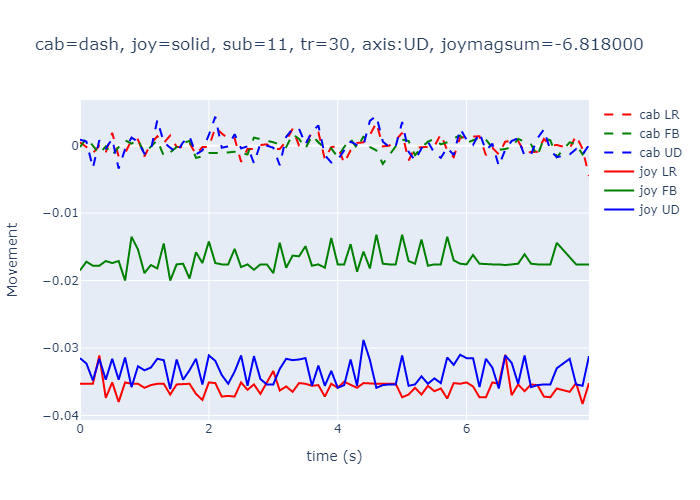 cab=dash, joy=solid, sub=11, tr=30, axis:UD, joymagsum=-6.818000
cab LR
cab FB
cab UD
joy LR
joy FB
joy UD
0
−0.01
−0.02
−0.03
−0.04
Movement
0
2
4
6
time (s)